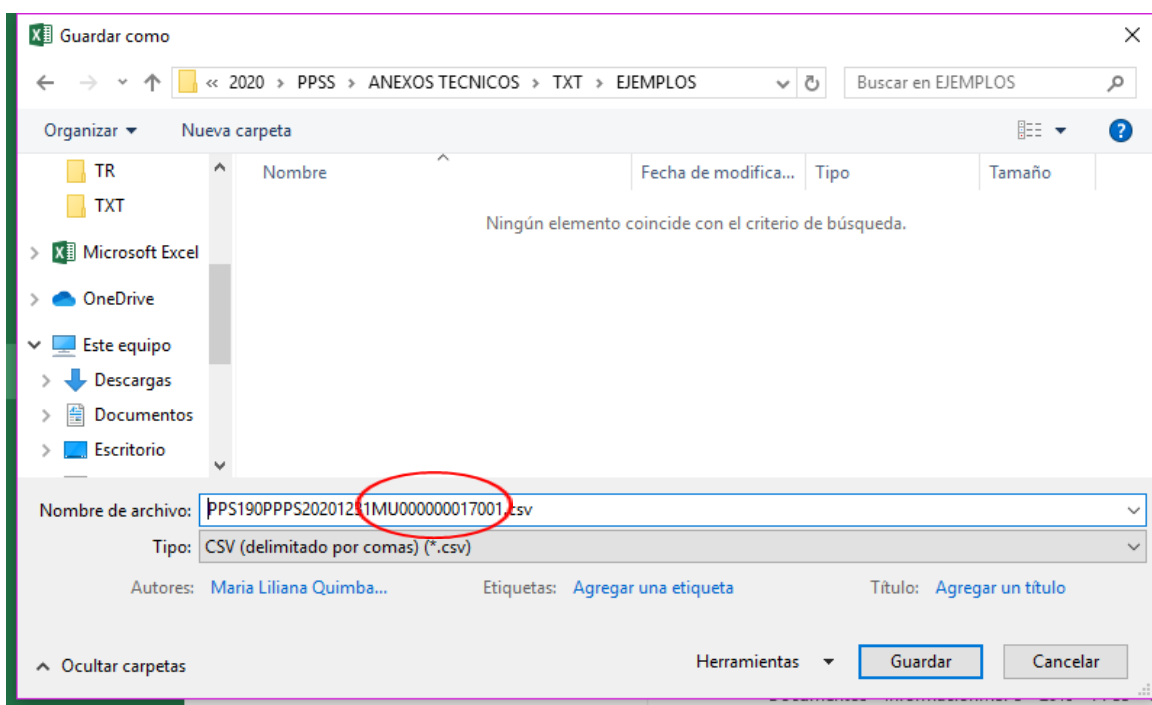 Guardar como
« 2020 > PPSS > ANEXOS TECNICOS > TXT > EJEMPLOS
Buscar en EJEMPLOS
Organizar
Nueva carpeta
TR
Nombre
Fecha de modifica...
Tipo
Tamaño
TXT
Ningún elemento coincide con el criterio de búsqueda.
Microsoft Excel
OneDrive
Este equipo
Descargas
Documentos
Escritorio
Nombre de archivo: PPS190PPPS20201231MU000000017001.csv
Tipo: CSV (delimitado por comas) (*.csv)
Autores: Maria Liliana Quimba...
Etiquetas: Agregar una etiqueta
Título: Agregar un título
Ocultar carpetas
Herramientas
Guardar
Cancelar